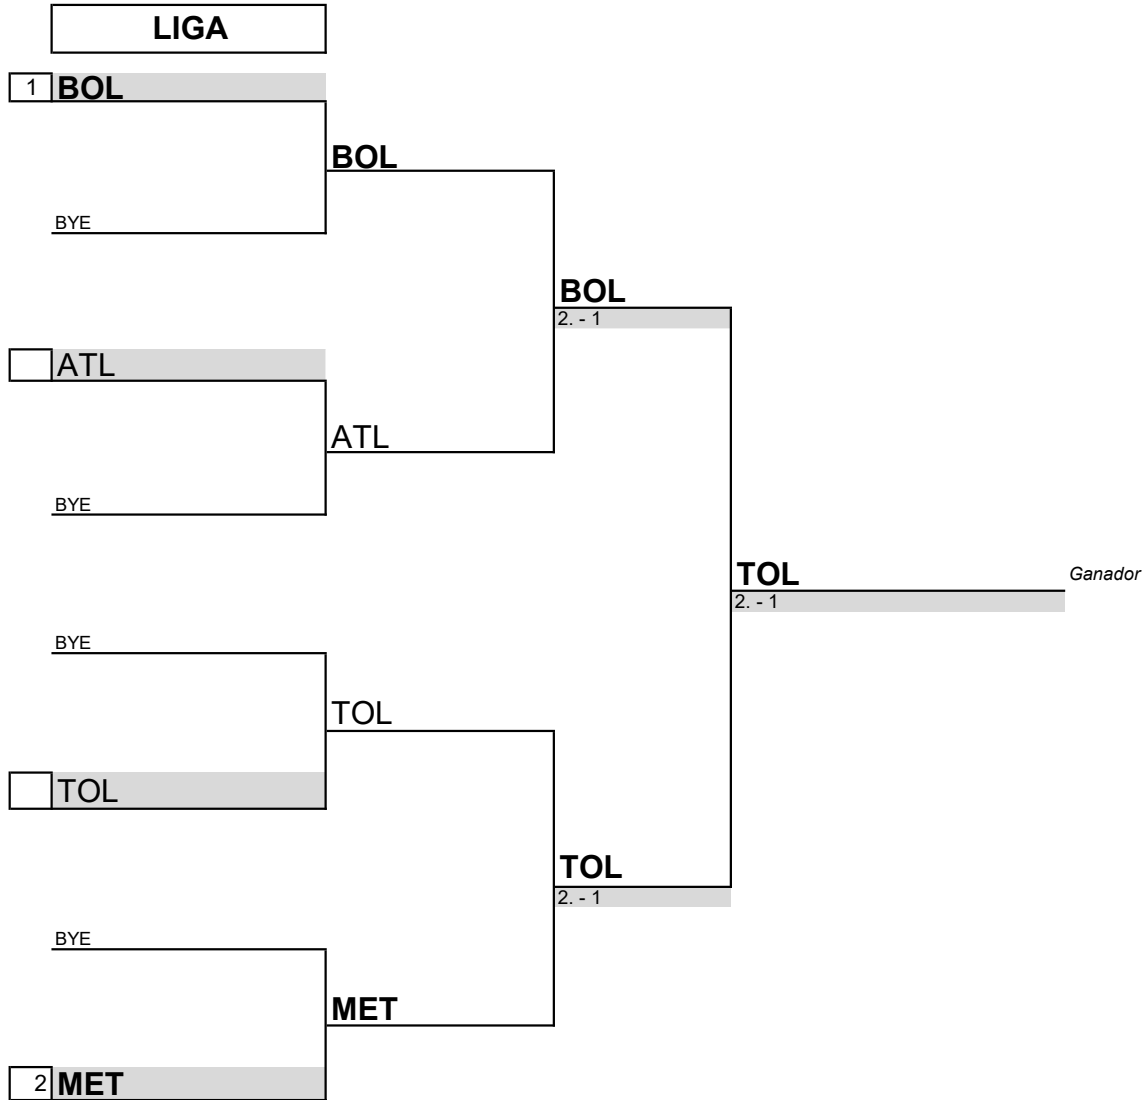 LIGA
1 BOL
BOL
BYE
BOL
2. - 1
ATL
ATL
BYE
TOL
Ganador
2. - 1
BYE
TOL
TOL
TOL
2. - 1
BYE
MET
2 MET